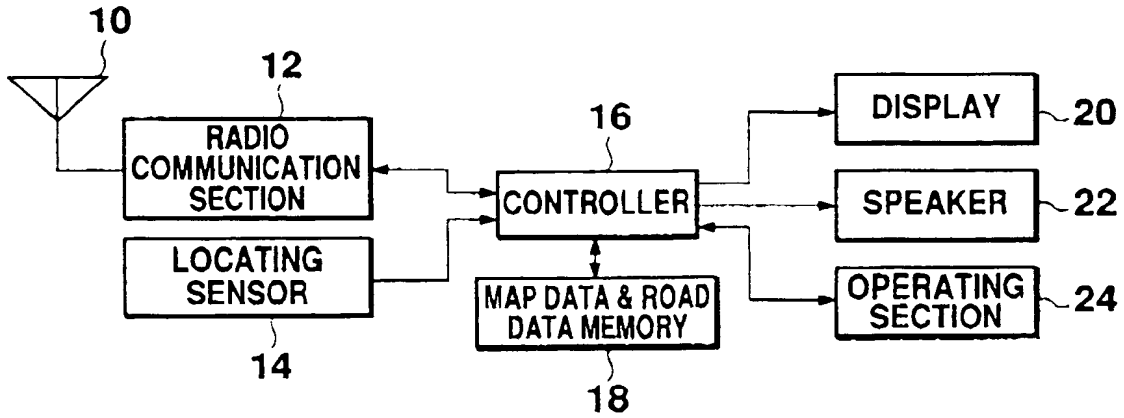 10
12
RADIO
COMMUNICATION
SECTION
LOCATING
SENSOR
14
16
CONTROLLER
MAP DATA & ROAD
DATA MEMORY
18
DISPLAY
20
SPEAKER
22
OPERATING
SECTION
24